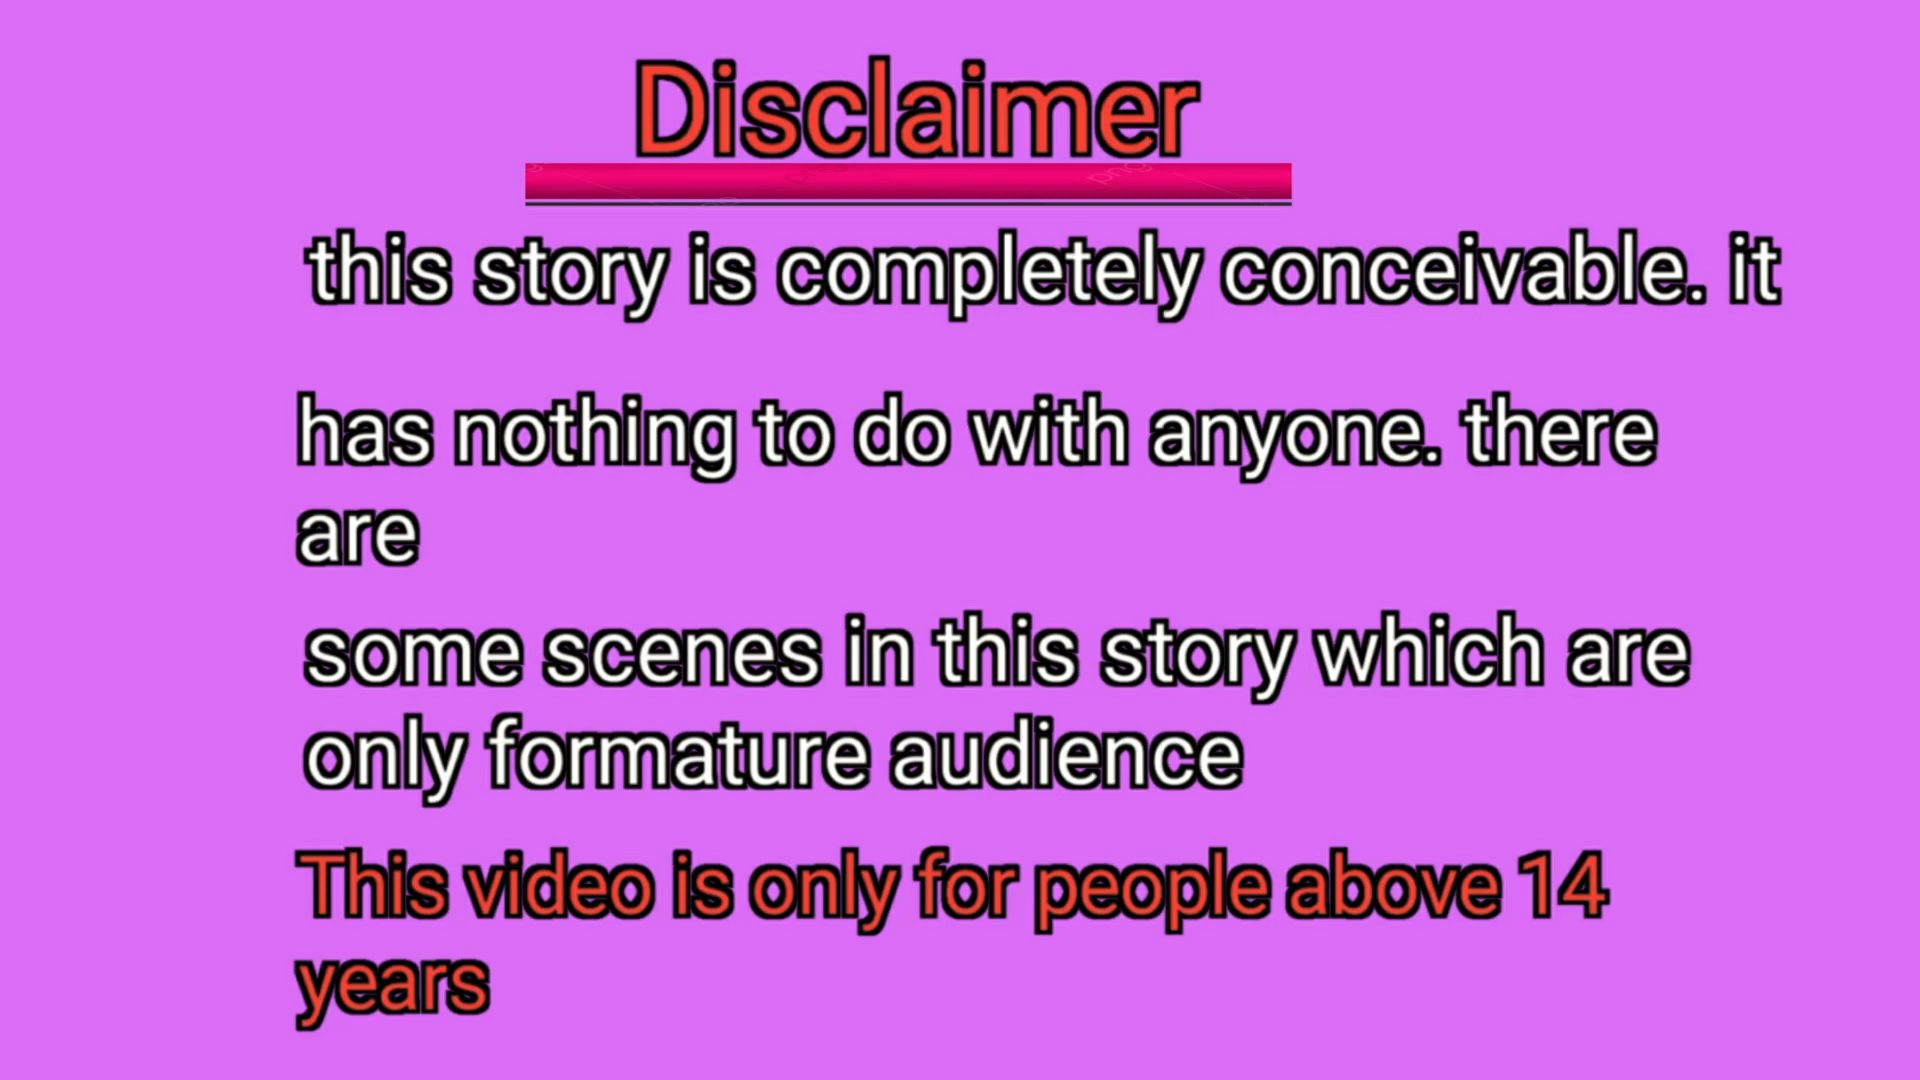 Disclaimer
this story is completely conceivable. it
has nothing to do with anyone. there
are
some scenes in this story which are
only formature audience
This video is only for people above 14
years